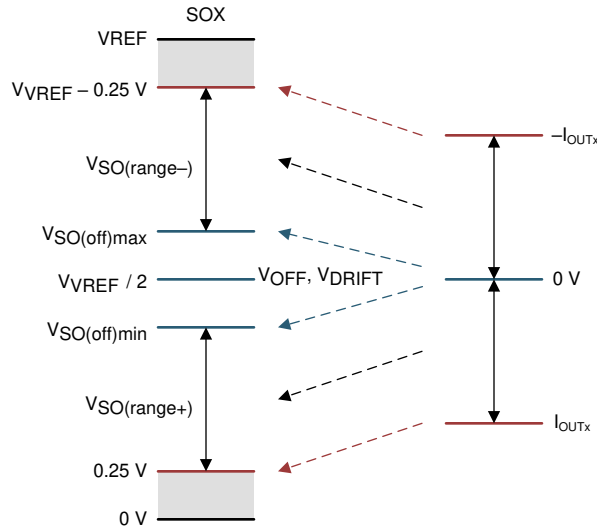 SOX
VREF
VVREF – 0.25 V
–IOUTx
VSO(range–)
VSO(off)max
VVREF / 2
VOFF, VDRIFT
0 V
VSO(off)min
VSO(range+)
IOUTx
0.25 V
0 V